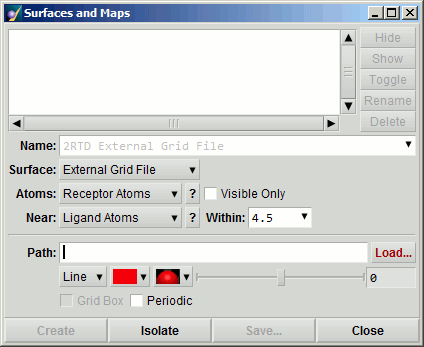 Surfaces and Maps
Hide
Show
Toggle
Rename
Delete
Name: 2RTD External Grid File
Surface: External Grid File
Atoms: Receptor Atoms ? Visible Only
Near: Ligand Atoms ? Within: 4.5
Path: Load...
Line 0
Grid Box Periodic
Create Isolate Save... Close